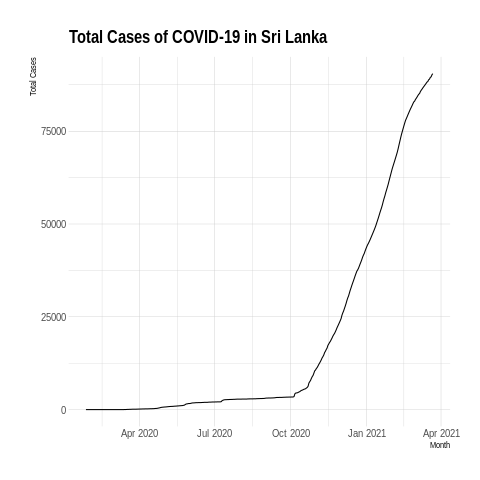 Total Cases of COVID-19 in Sri Lanka
Total Cases
75000
50000
25000
0
Apr 2020 Jul 2020 Oct 2020 Jan 2021 Apr 2021
Month